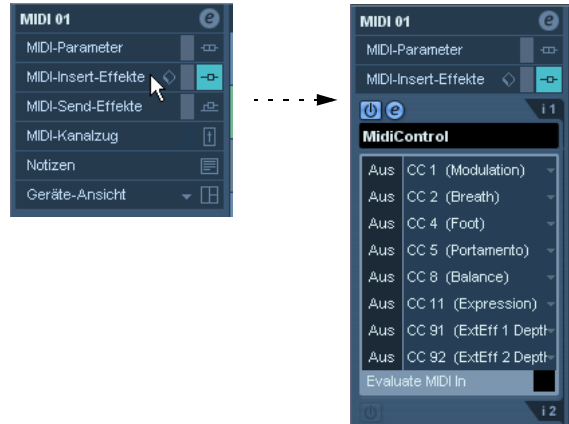 MIDI 01
MIDI-Parameter
MIDI-Insert-Effekte
MIDI-Send-Effekte
MIDI-Kanalzug
Notizen
Geräte-Ansicht
MIDI 01
MIDI-Parameter
MIDI-Insert-Effekte
i 1
MidiControl
Aus CC 1 (Modulation)
Aus CC 2 (Breath)
Aus CC 4 (Foot)
Aus CC 5 (Portamento)
Aus CC 8 (Balance)
Aus CC 11 (Expression)
Aus CC 91 (ExtEff 1 Depth
Aus CC 92 (ExtEff 2 Depth
Evaluate MIDI In
i 2